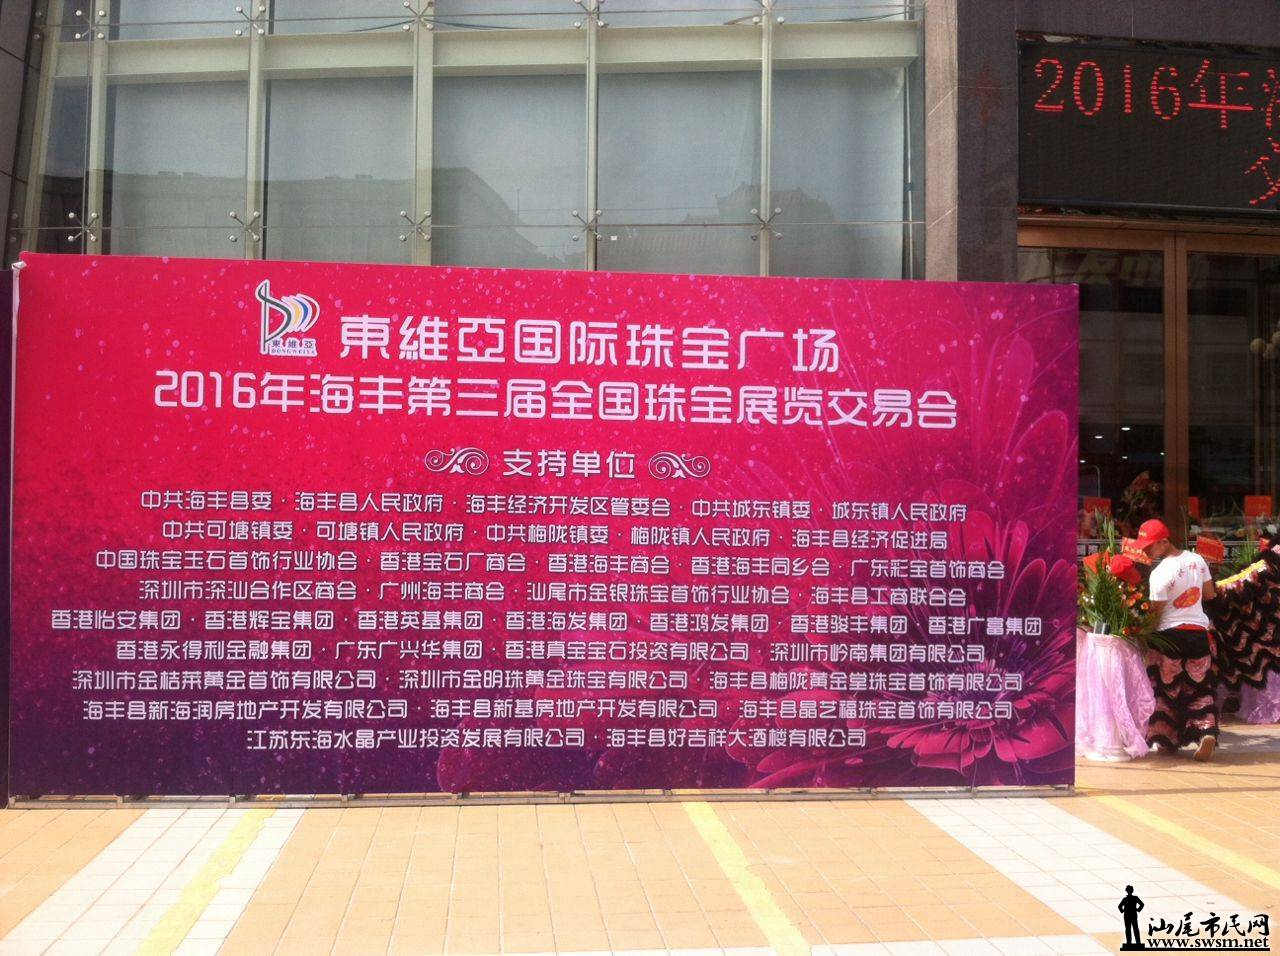 2016年海
交
東維亞
DONGWEIYA
東維亞国际珠宝广场
2016年海丰第三届全国珠宝展览交易会
支持单位
中共海丰县委·海丰县人民政府·海丰经济开发区管委会·中共城东镇委·城东镇人民政府
中共可塘镇委·可塘镇人民政府·中共梅陇镇委·梅陇镇人民政府·海丰县经济促进局
中国珠宝玉石首饰行业协会·香港宝石厂商会·香港海丰商会·香港海丰同乡会·广东彩宝首饰商会
深圳市深汕合作区商会·广州海丰商会·汕尾市金银珠宝首饰行业协会·海丰县工商联合会
香港怡安集团·香港辉宝集团·香港英基集团·香港海发集团·香港鸿发集团·香港骏丰集团·香港广富集团
香港永得利金融集团·广东广兴华集团·香港真宝宝石投资有限公司·深圳市岭南集团有限公司
深圳市金桔莱黄金首饰有限公司·深圳市金明珠黄金珠宝有限公司·海丰县梅陇黄金堂珠宝首饰有限公司
海丰县新海润房地产开发有限公司·海丰县新基房地产开发有限公司·海丰县晶艺福珠宝首饰有限公司
江苏东海水晶产业投资发展有限公司·海丰县好吉祥大酒楼有限公司
汕尾市民网
www.swsm.net